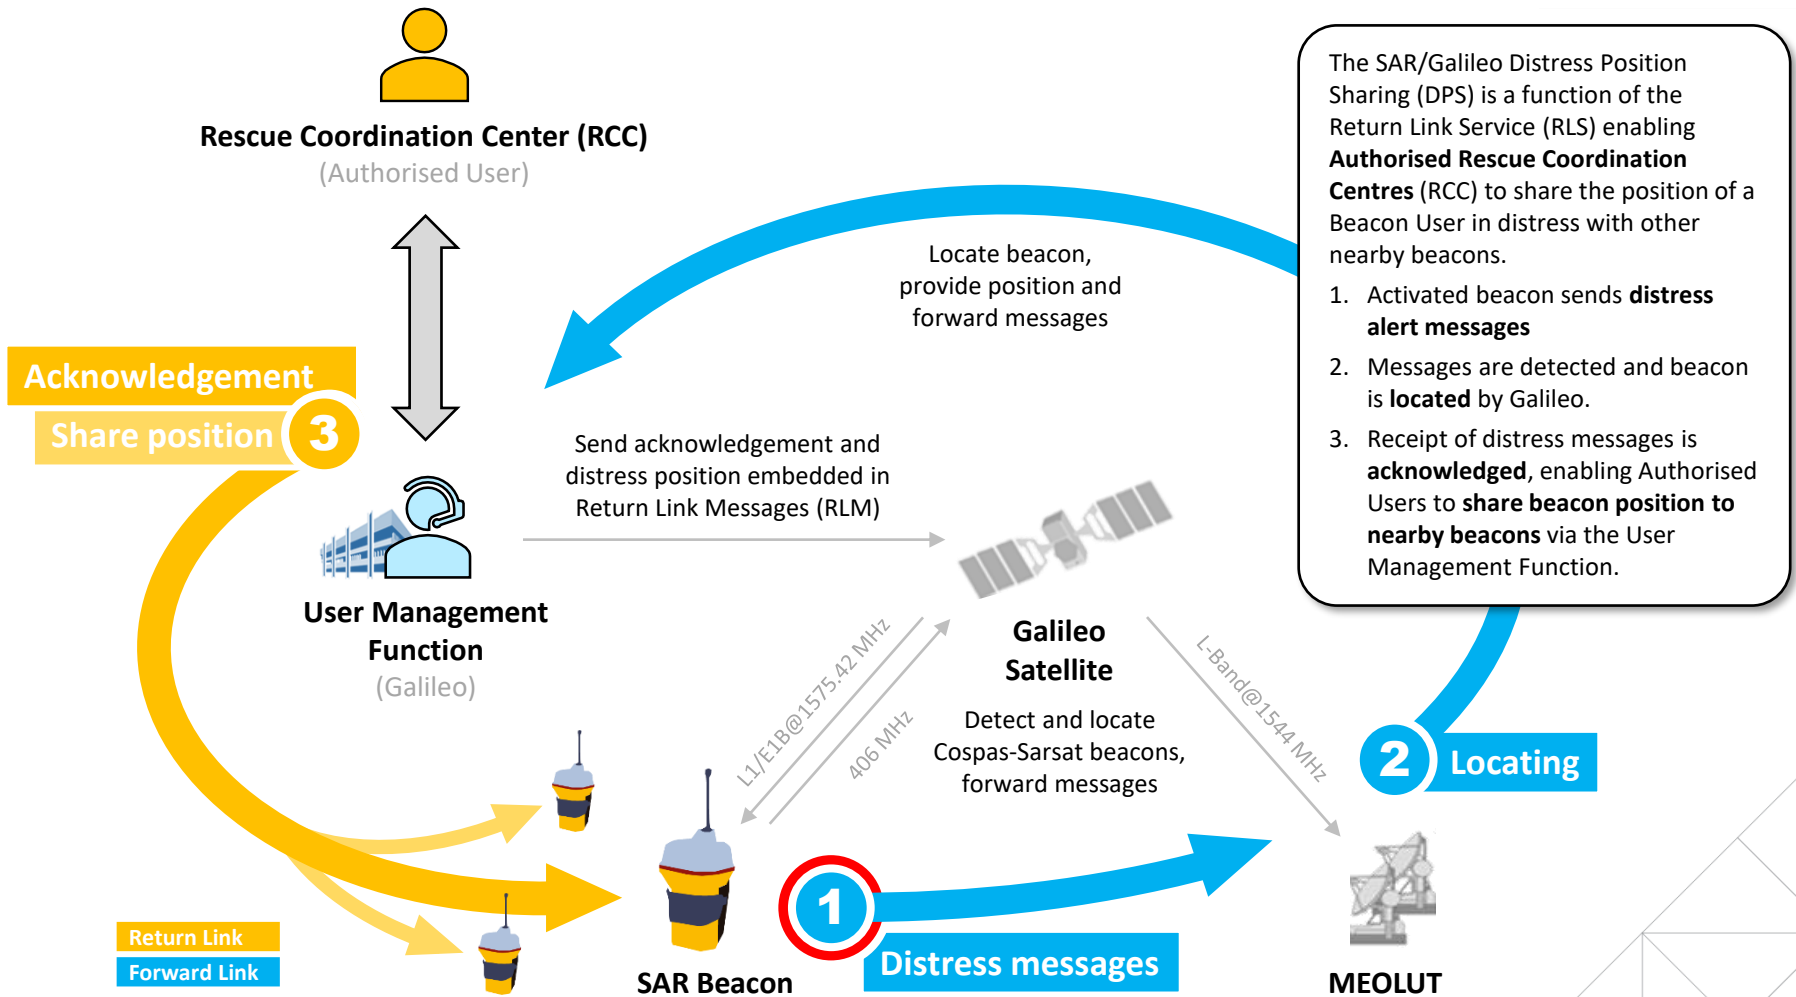 Rescue Coordination Center (RCC)
(Authorised User)
The SAR/Galileo Distress Position
Sharing (DPS) is a function of the
Return Link Service (RLS) enabling
Authorised Rescue Coordination
Centres (RCC) to share the position of a
Beacon User in distress with other
nearby beacons.
1. Activated beacon sends distress
alert messages
2. Messages are detected and beacon
is located by Galileo.
3. Receipt of distress messages is
acknowledged, enabling Authorised
Users to share beacon position to
nearby beacons via the User
Management Function.
Locate beacon,
provide position and
forward messages
Acknowledgement
Share position
3
Send acknowledgement and
distress position embedded in
Return Link Messages (RLM)
User Management
Function
(Galileo)
Galileo
Satellite
Detect and locate
Cospas-Sarsat beacons,
forward messages
L1/E1B@1575.42 MHz
406 MHz
L-Band@1544 MHz
2
Locating
1
Distress messages
Return Link
Forward Link
SAR Beacon
MEOLUT